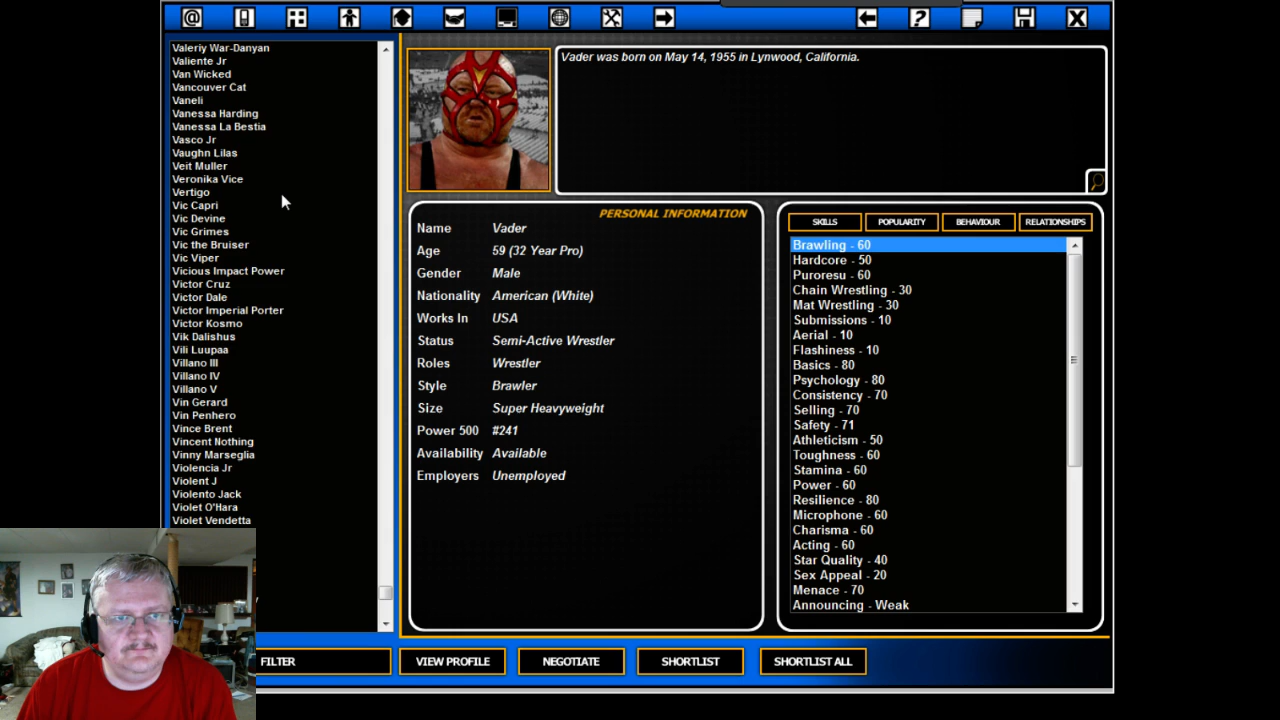 Valeriy War-Danyan
Valiente Jr
Van Wicked
Vancouver Cat
Vaneli
Vanessa Harding
Vanessa La Bestia
Vasco Jr
Vaughn Lilas
Veit Muller
Veronika Vice
Vertigo
Vic Capri
Vic Devine
Vic Grimes
Vic the Bruiser
Vic Viper
Vicious Impact Power
Victor Cruz
Victor Dale
Victor Imperial Porter
Victor Kosmo
Vik Dalishus
Vili Luupaa
Villano III
Villano IV
Villano V
Vin Gerard
Vin Penhero
Vince Brent
Vincent Nothing
Vinny Marseglia
Violencia Jr
Violent J
Violento Jack
Violet O'Hara
Violet Vendetta
FILTER
Vader was born on May 14, 1955 in Lynwood, California.
PERSONAL INFORMATION
Name Vader
Age 59 (32 Year Pro)
Gender Male
Nationality American (White)
Works In USA
Status Semi-Active Wrestler
Roles Wrestler
Style Brawler
Size Super Heavyweight
Power 500 #241
Availability Available
Employers Unemployed
SKILLS POPULARITY BEHAVIOUR RELATIONSHIPS
Brawling - 60
Hardcore - 50
Puroresu - 60
Chain Wrestling - 30
Mat Wrestling - 30
Submissions - 10
Aerial - 10
Flashiness - 10
Basics - 80
Psychology - 80
Consistency - 70
Selling - 70
Safety - 71
Athleticism - 50
Toughness - 60
Stamina - 60
Power - 60
Resilience - 80
Microphone - 60
Charisma - 60
Acting - 60
Star Quality - 40
Sex Appeal - 20
Menace - 70
Announcing - Weak
VIEW PROFILE NEGOTIATE SHORTLIST SHORTLIST ALL